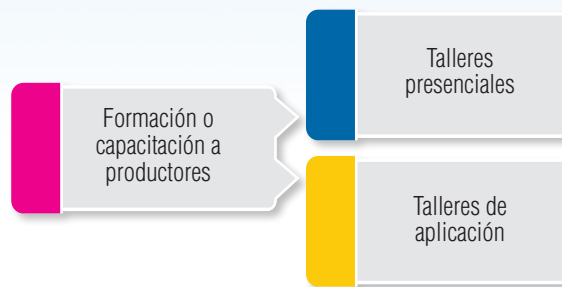 Formación o
capacitación a
productores
Talleres
presenciales
Talleres de
aplicación